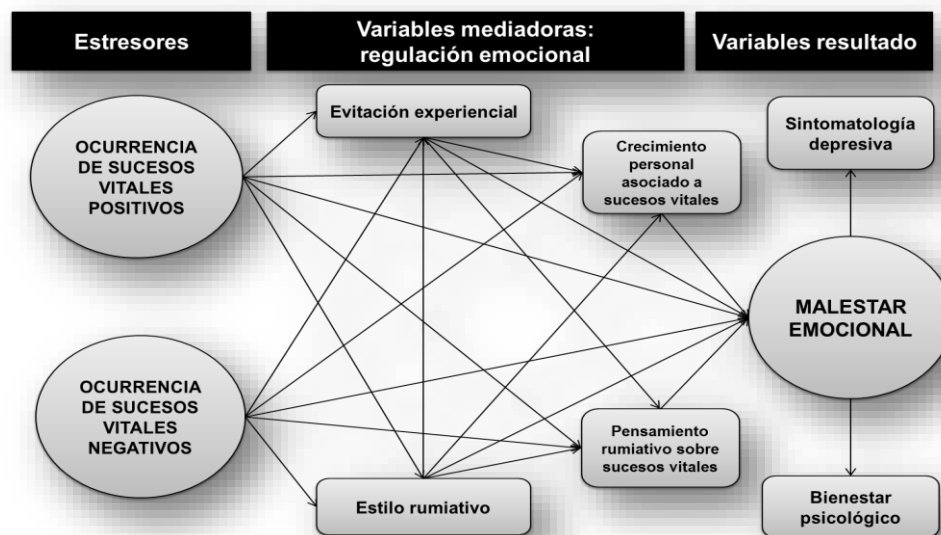 Estresores
Variables mediadoras:
regulación emocional
Variables resultado
Evitación experiencial
Sintomatología
depresiva
OCURRENCIA
DE SUCESOS
VITALES
POSITIVOS
Crecimiento
personal
asociado a
sucesos vitales
MALESTAR
EMOCIONAL
OCURRENCIA
DE SUCESOS
VITALES
NEGATIVOS
Pensamiento
rumiativo sobre
sucesos vitales
Estilo rumiativo
Bienestar
psicológico